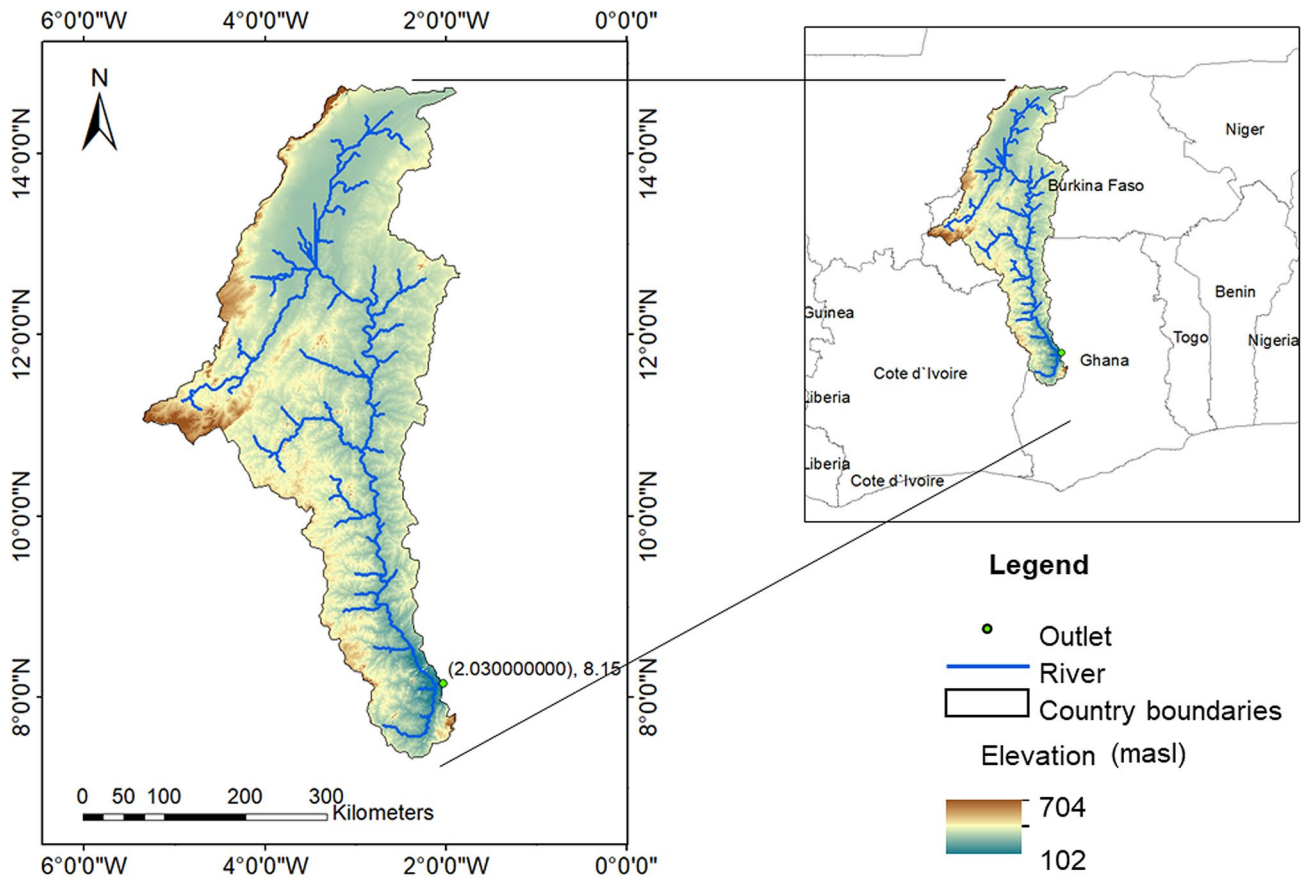 6°0'0"W 4°0'0"W 2°0'0"W 0°0'0"
N
14°0'0"N
12°0'0"N
10°0'0"N
8°0'0"N
14°0'0"N
12°0'0"N
10°0'0"N
8°0'0"N
(2.030000000), 8.15
0 50 100 200 300
Kilometers
6°0'0"W 4°0'0"W 2°0'0"W 0°0'0"
Niger
Burkina Faso
Benin
Guinea
Togo
Nigeria
Ghana
Cote d`Ivoire
Liberia
Liberia
Cote d`Ivoire
Legend
Outlet
River
Country boundaries
Elevation (masl)
704
102